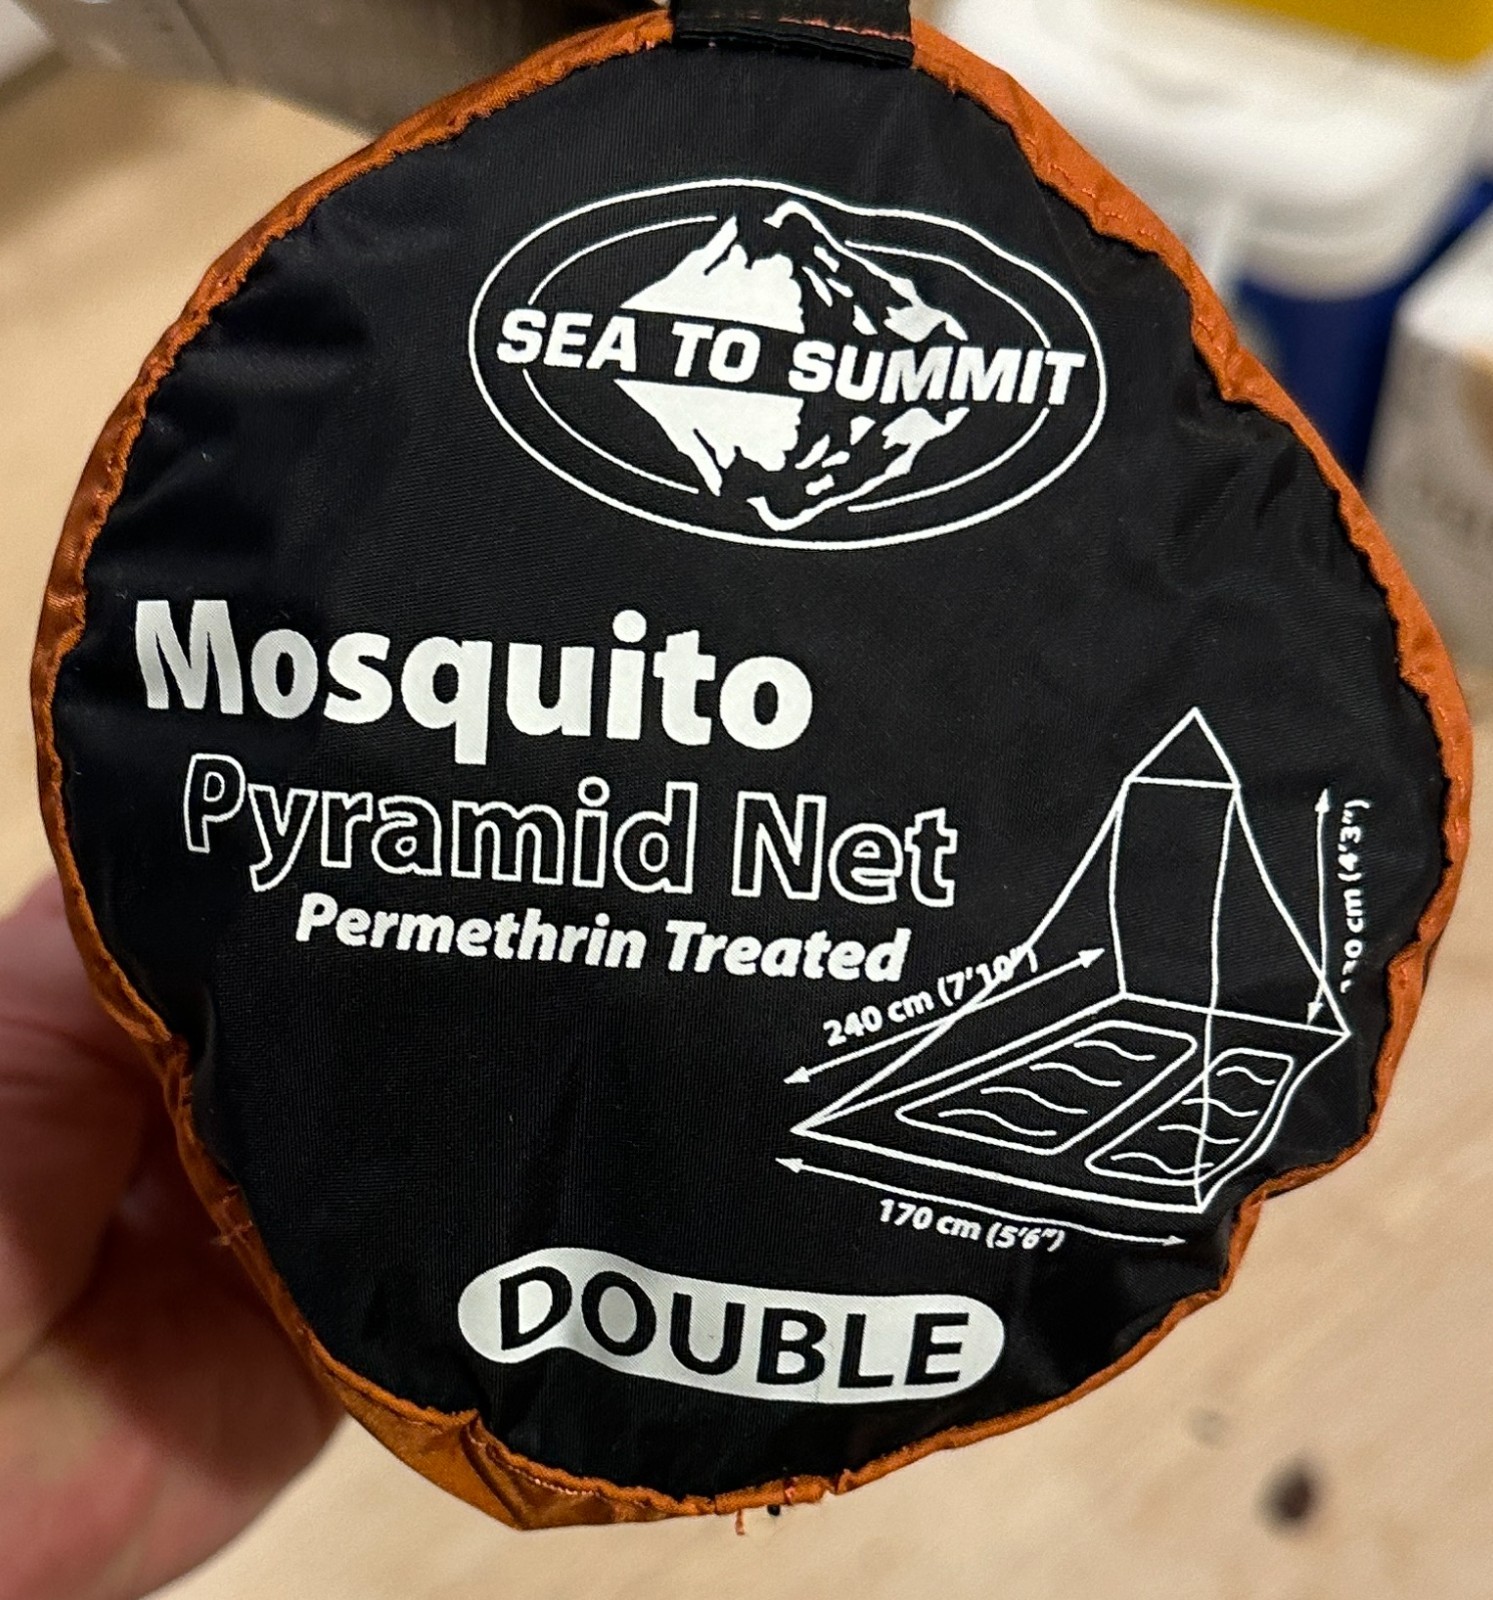 SEA TO SUMMIT
Mosquito
Pyramid Net
Permethrin Treated
240 cm (7'10")
cm (4'3")
170 cm (5'6")
DOUBLE